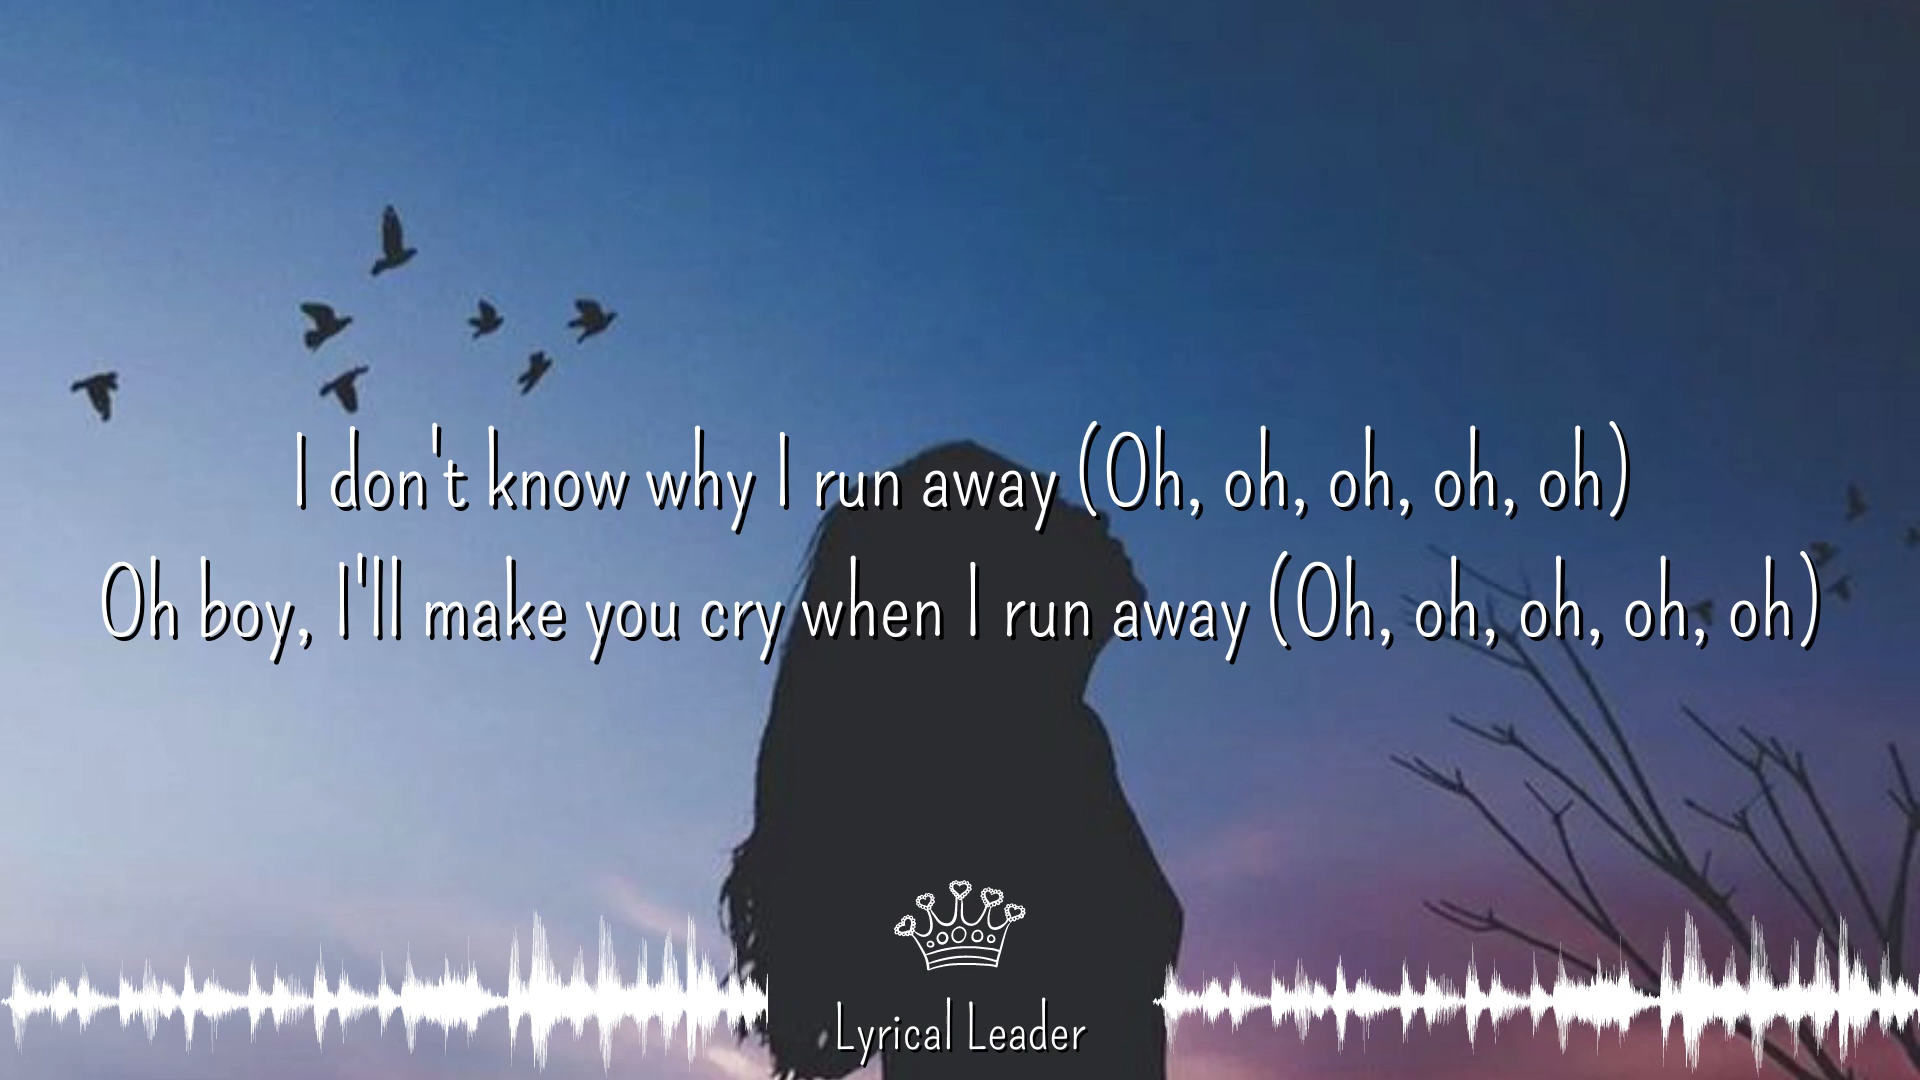 I don't know why I run away (Oh, oh, oh, oh, oh)
Oh boy, I'll make you cry when I run away (Oh, oh, oh, oh, oh)
Lyrical Leader